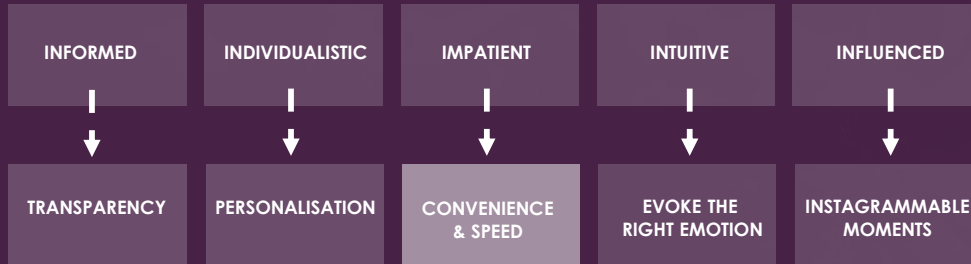 INFORMED
INDIVIDUALISTIC
IMPATIENT
INTUITIVE
INFLUENCED
TRANSPARENCY
PERSONALISATION
CONVENIENCE
& SPEED
EVOKE THE
RIGHT EMOTION
INSTAGRAMMABLE
MOMENTS